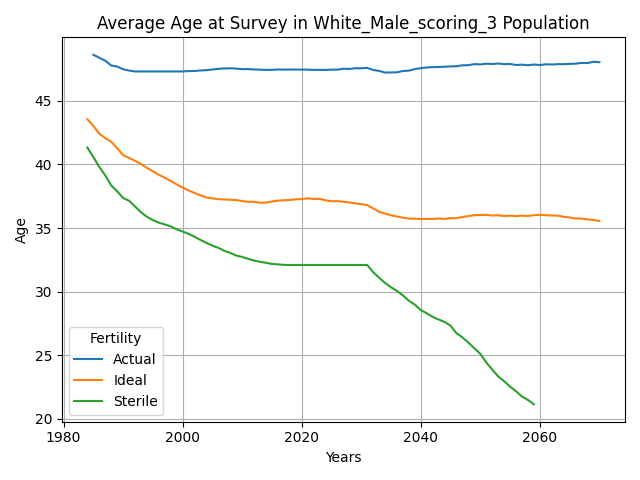 Average Age at Survey in White_Male_scoring_3 Population
Age
45
40
35
30
25
20
Fertility
Actual
Ideal
Sterile
1980
2000
2020
2040
2060
Years